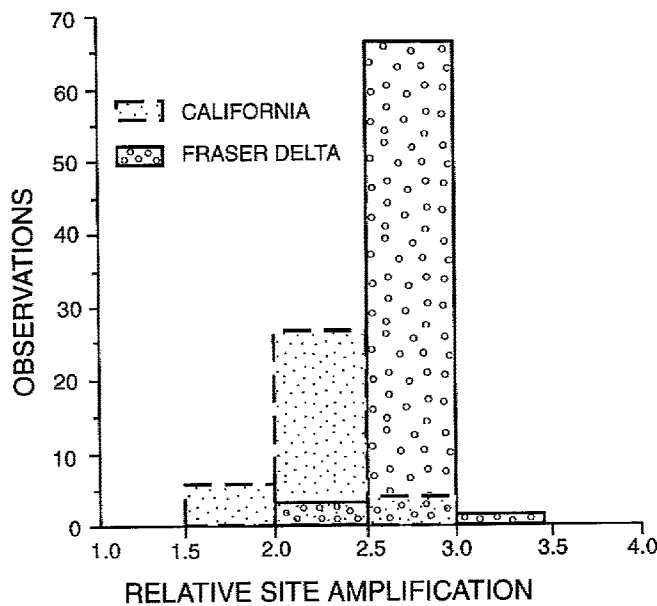 70
60
50
40
30
20
10
0
OBSERVATIONS
CALIFORNIA
FRASER DELTA
1.0 1.5 2.0 2.5 3.0 3.5 4.0
RELATIVE SITE AMPLIFICATION